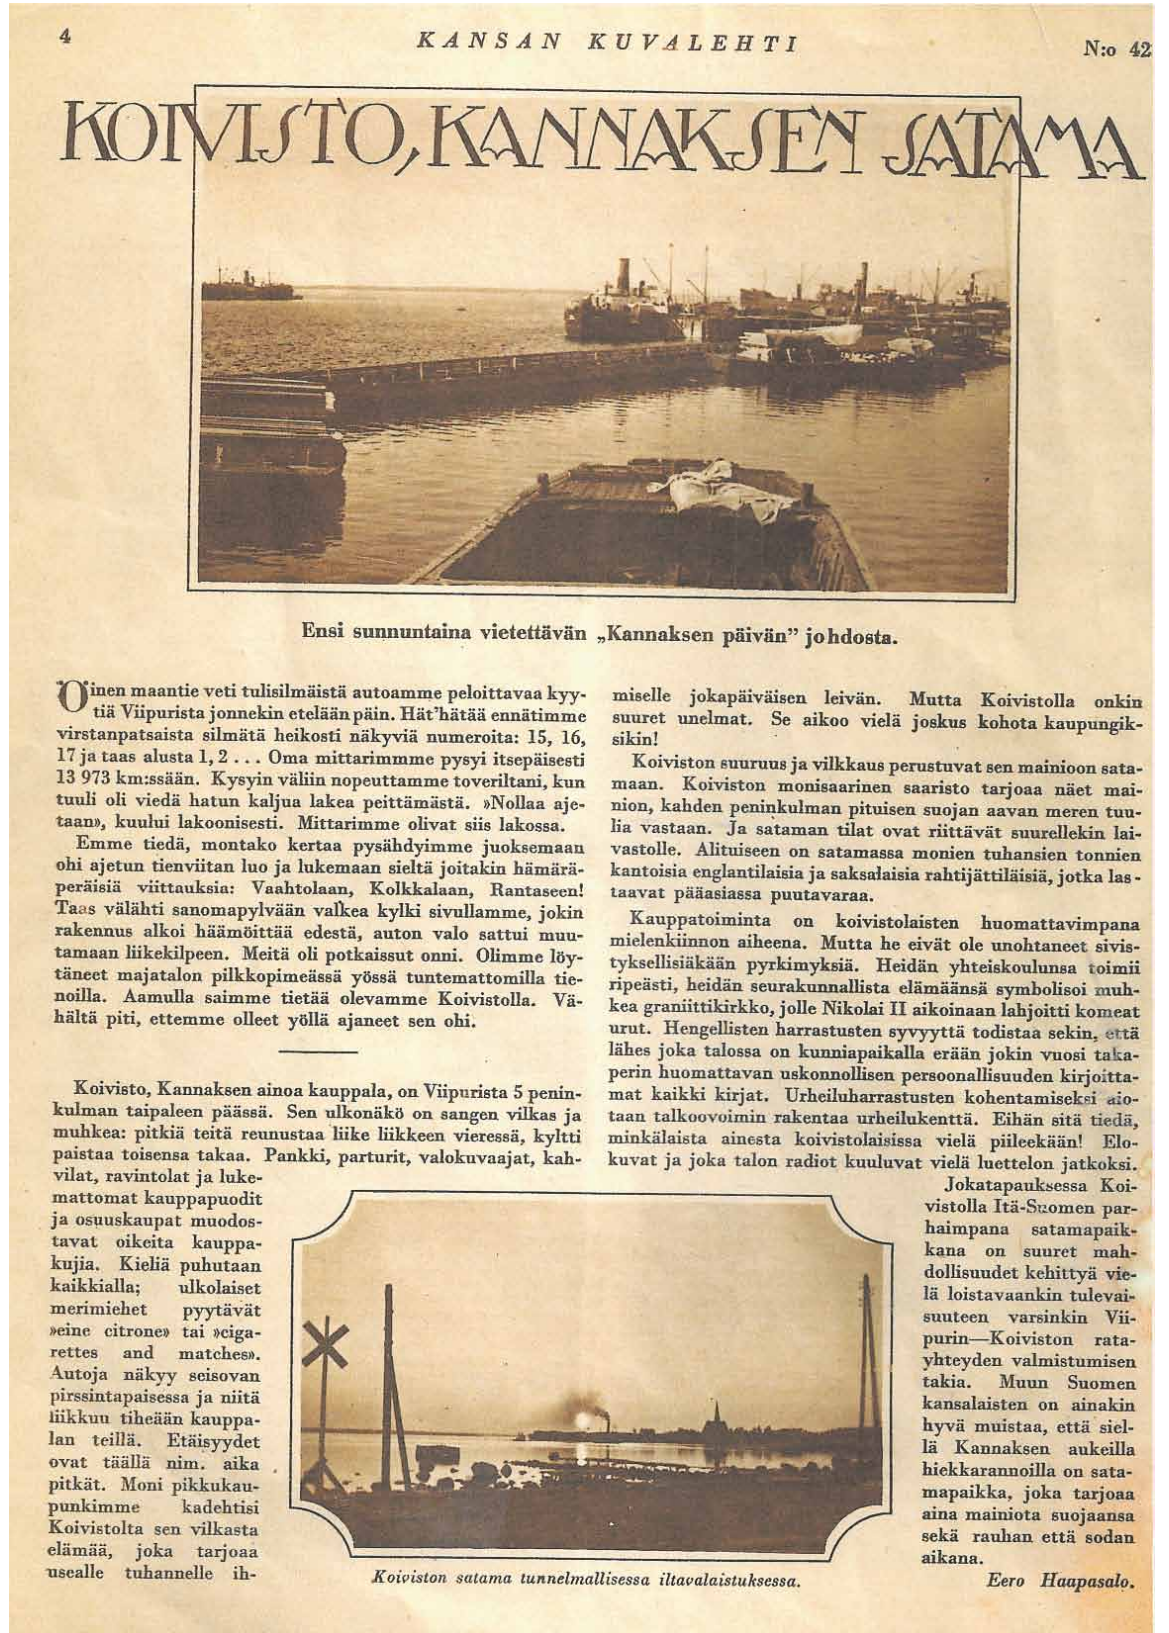 4
KANSAN KUVALEHTI
N:o 42
KOIVISTO, KANNAKSEN SATAMA
Ensi sunnuntaina vietettävän „Kannaksen päivän” johdosta.
Öinen maantie veti tulisilmäistä autoamme peloittavaa kyy-
tiä Viipurista jonnekin etelään päin. Hät'hätää ennätimme
virstanpatsaista silmätä heikosti näkyviä numeroita: 15, 16,
17 ja taas alusta 1, 2 . . . Oma mittarimmme pysyi itsepäisesti
13 973 km:ssään. Kysyin väliin nopeuttamme toveriltani, kun
tuuli oli viedä hatun kaljua lakea peittämästä. »Nollaa aje-
taan», kuului lakoonisesti. Mittarimme olivat siis lakossa.
Emme tiedä, montako kertaa pysähdyimme juoksemaan
ohi ajetun tienviitan luo ja lukemaan sieltä joitakin hämärä-
peräisiä viittauksia: Vaahtolaan, Kolkkalaan, Rantaseen!
Taas välähti sanomapylvään valkea kylki sivullamme, jokin
rakennus alkoi häämöittää edestä, auton valo sattui muu-
tamaan liikekilpeen. Meitä oli potkaissut onni. Olimme löy-
täneet majatalon pilkkopimeässä yössä tuntemattomilla tie-
noilla. Aamulla saimme tietää olevamme Koivistolla. Vä-
hältä piti, ettemme olleet yöllä ajaneet sen ohi.
Koivisto, Kannaksen ainoa kauppala, on Viipurista 5 penin-
kulman taipaleen päässä. Sen ulkonäkö on sangen vilkas ja
muhkea: pitkiä teitä reunustaa liike liikkeen vieressä, kyltti
paistaa toisensa takaa. Pankki, parturit, valokuvaajat, kah-
vilat, ravintolat ja luke-
mattomat kauppapuodit
ja osuuskaupat muodos-
tavat oikeita kauppa-
kujia. Kieliä puhutaan
kaikkialla; ulkolaiset
merimiehet pyytävät
»eine citrone» tai »ciga-
rettes and matches».
Autoja näkyy seisovan
pirssintapaisessa ja niitä
liikkuu tiheään kauppa-
lan teillä. Etäisyydet
ovat täällä nim. aika
pitkät. Moni pikkukau-
punkimme kadehtisi
Koivistolta sen vilkasta
elämää, joka tarjoaa
usealle tuhannelle ih-
miselle jokapäiväisen leivän. Mutta Koivistolla onkin
suuret unelmat. Se aikoo vielä joskus kohota kaupungik-
sikin!
Koiviston suuruus ja vilkkaus perustuvat sen mainioon sata-
maan. Koiviston monisaarinen saaristo tarjoaa näet mai-
nion, kahden peninkulman pituisen suojan aavan meren tuu-
lia vastaan. Ja sataman tilat ovat riittävät suurellekin lai-
vastolle. Alituiseen on satamassa monien tuhansien tonnien
kantoisia englantilaisia ja saksalaisia rahtijättiläisiä, jotka las-
taavat pääasiassa puutavaraa.
Kauppatoiminta on koivistolaisten huomattavimpana
mielenkiinnon aiheena. Mutta he eivät ole unohtaneet sivis-
tyksellisiäkään pyrkimyksiä. Heidän yhteiskoulunsa toimii
ripeästi, heidän seurakunnallista elämäänsä symbolisoi muh-
kea graniittikirkko, jolle Nikolai II aikoinaan lahjoitti komeat
urut. Hengellisten harrastusten syvyyttä todistaa sekin, että
lähes joka talossa on kunniapaikalla erään jokin vuosi taka-
perin huomattavan uskonnollisen persoonallisuuden kirjoitta-
mat kaikki kirjat. Urheiluharrastusten kohentamiseksi aio-
taan talkoovoimin rakentaa urheilukenttä. Eihän sitä tiedä,
minkälaista ainesta koivistolaisissa vielä piileekään! Elo-
kuvat ja joka talon radiot kuuluvat vielä luettelon jatkoksi.
Jokatapauksessa Koi-
vistolla Itä-Suomen par-
haimpana satamapaik-
kana on suuret mah-
dollisuudet kehittyä vie-
lä loistavaankin tulevai-
suuteen varsinkin Vii-
purin—Koiviston rata-
yhteyden valmistumisen
takia. Muun Suomen
kansalaisten on ainakin
hyvä muistaa, että siel-
lä Kannaksen aukeilla
hiekkarannoilla on sata-
mapaikka, joka tarjoaa
aina mainiota suojaansa
sekä rauhan että sodan
aikana.
Eero Haapasalo.
Koiviston satama tunnelmallisessa iltavalaistuksessa.